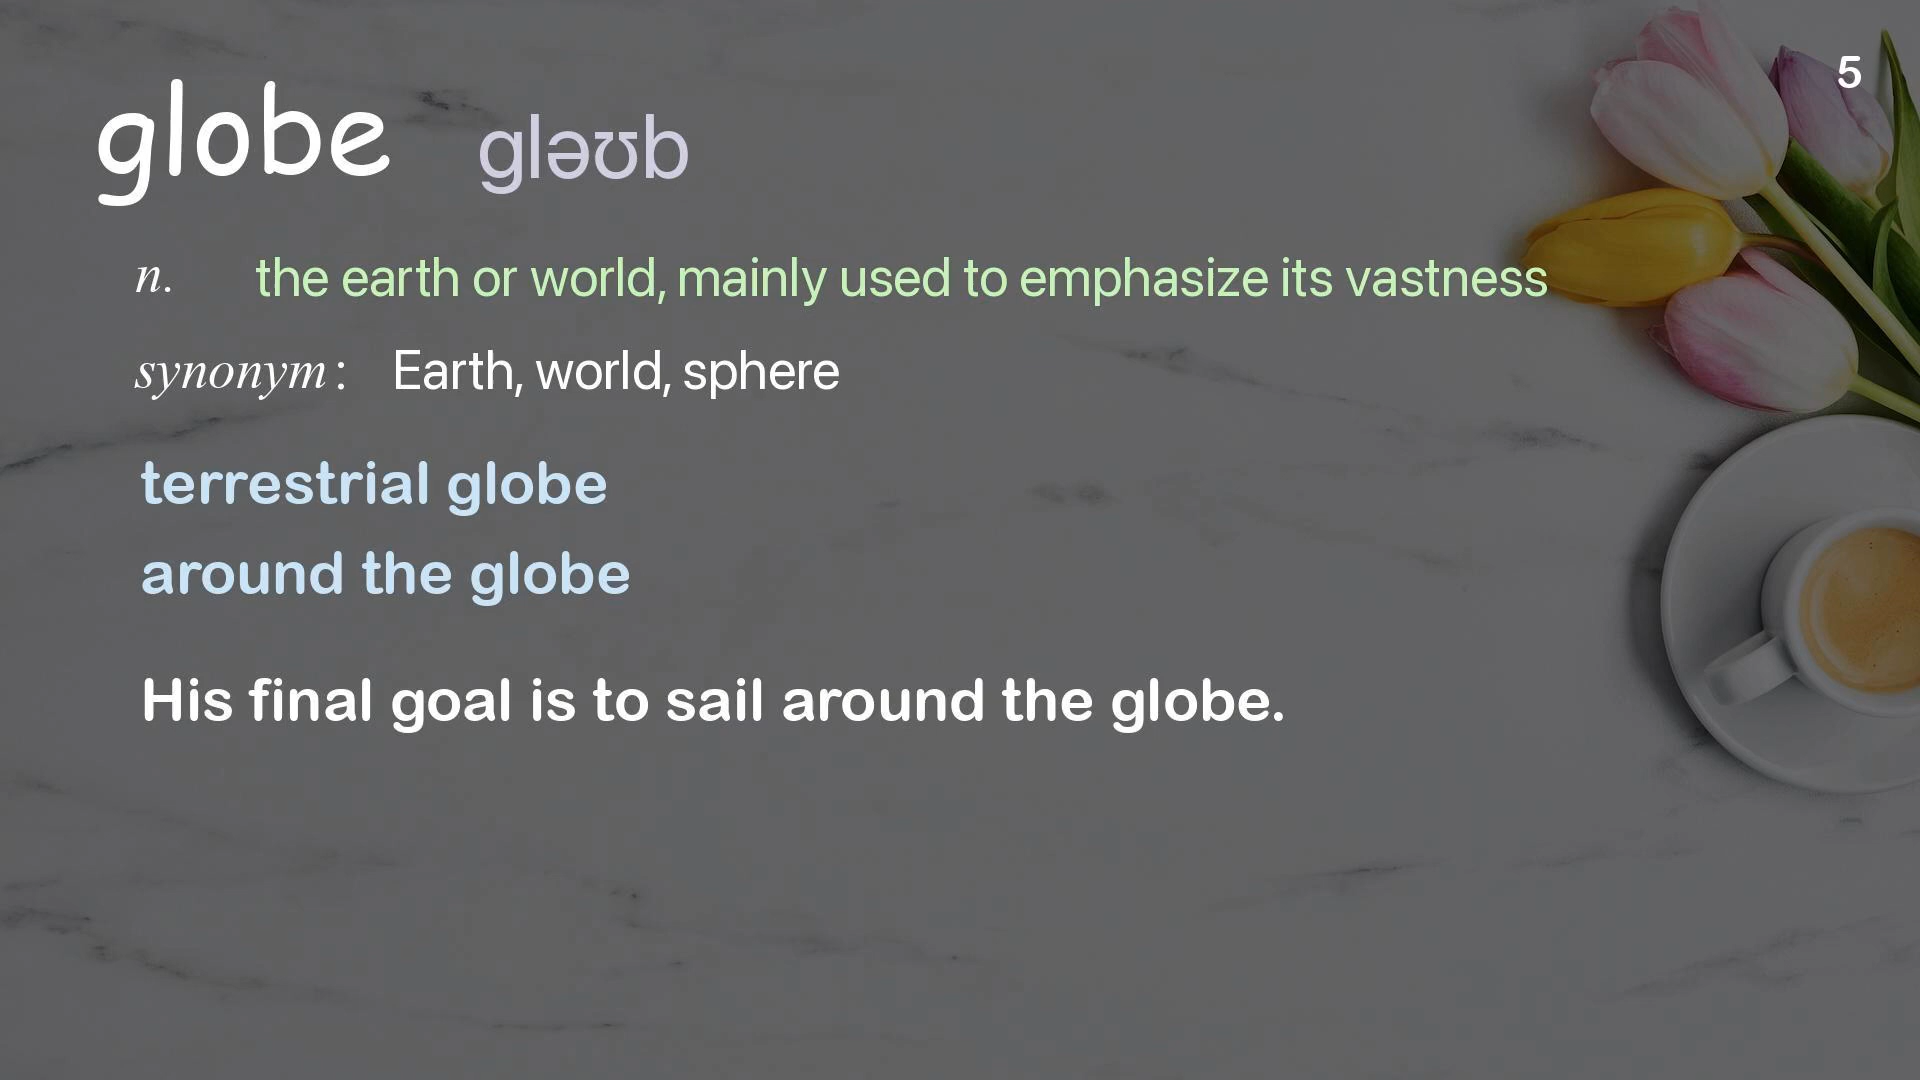 5
globe gləʊb
n. the earth or world, mainly used to emphasize its vastness
synonym: Earth, world, sphere
terrestrial globe
around the globe
His final goal is to sail around the globe.